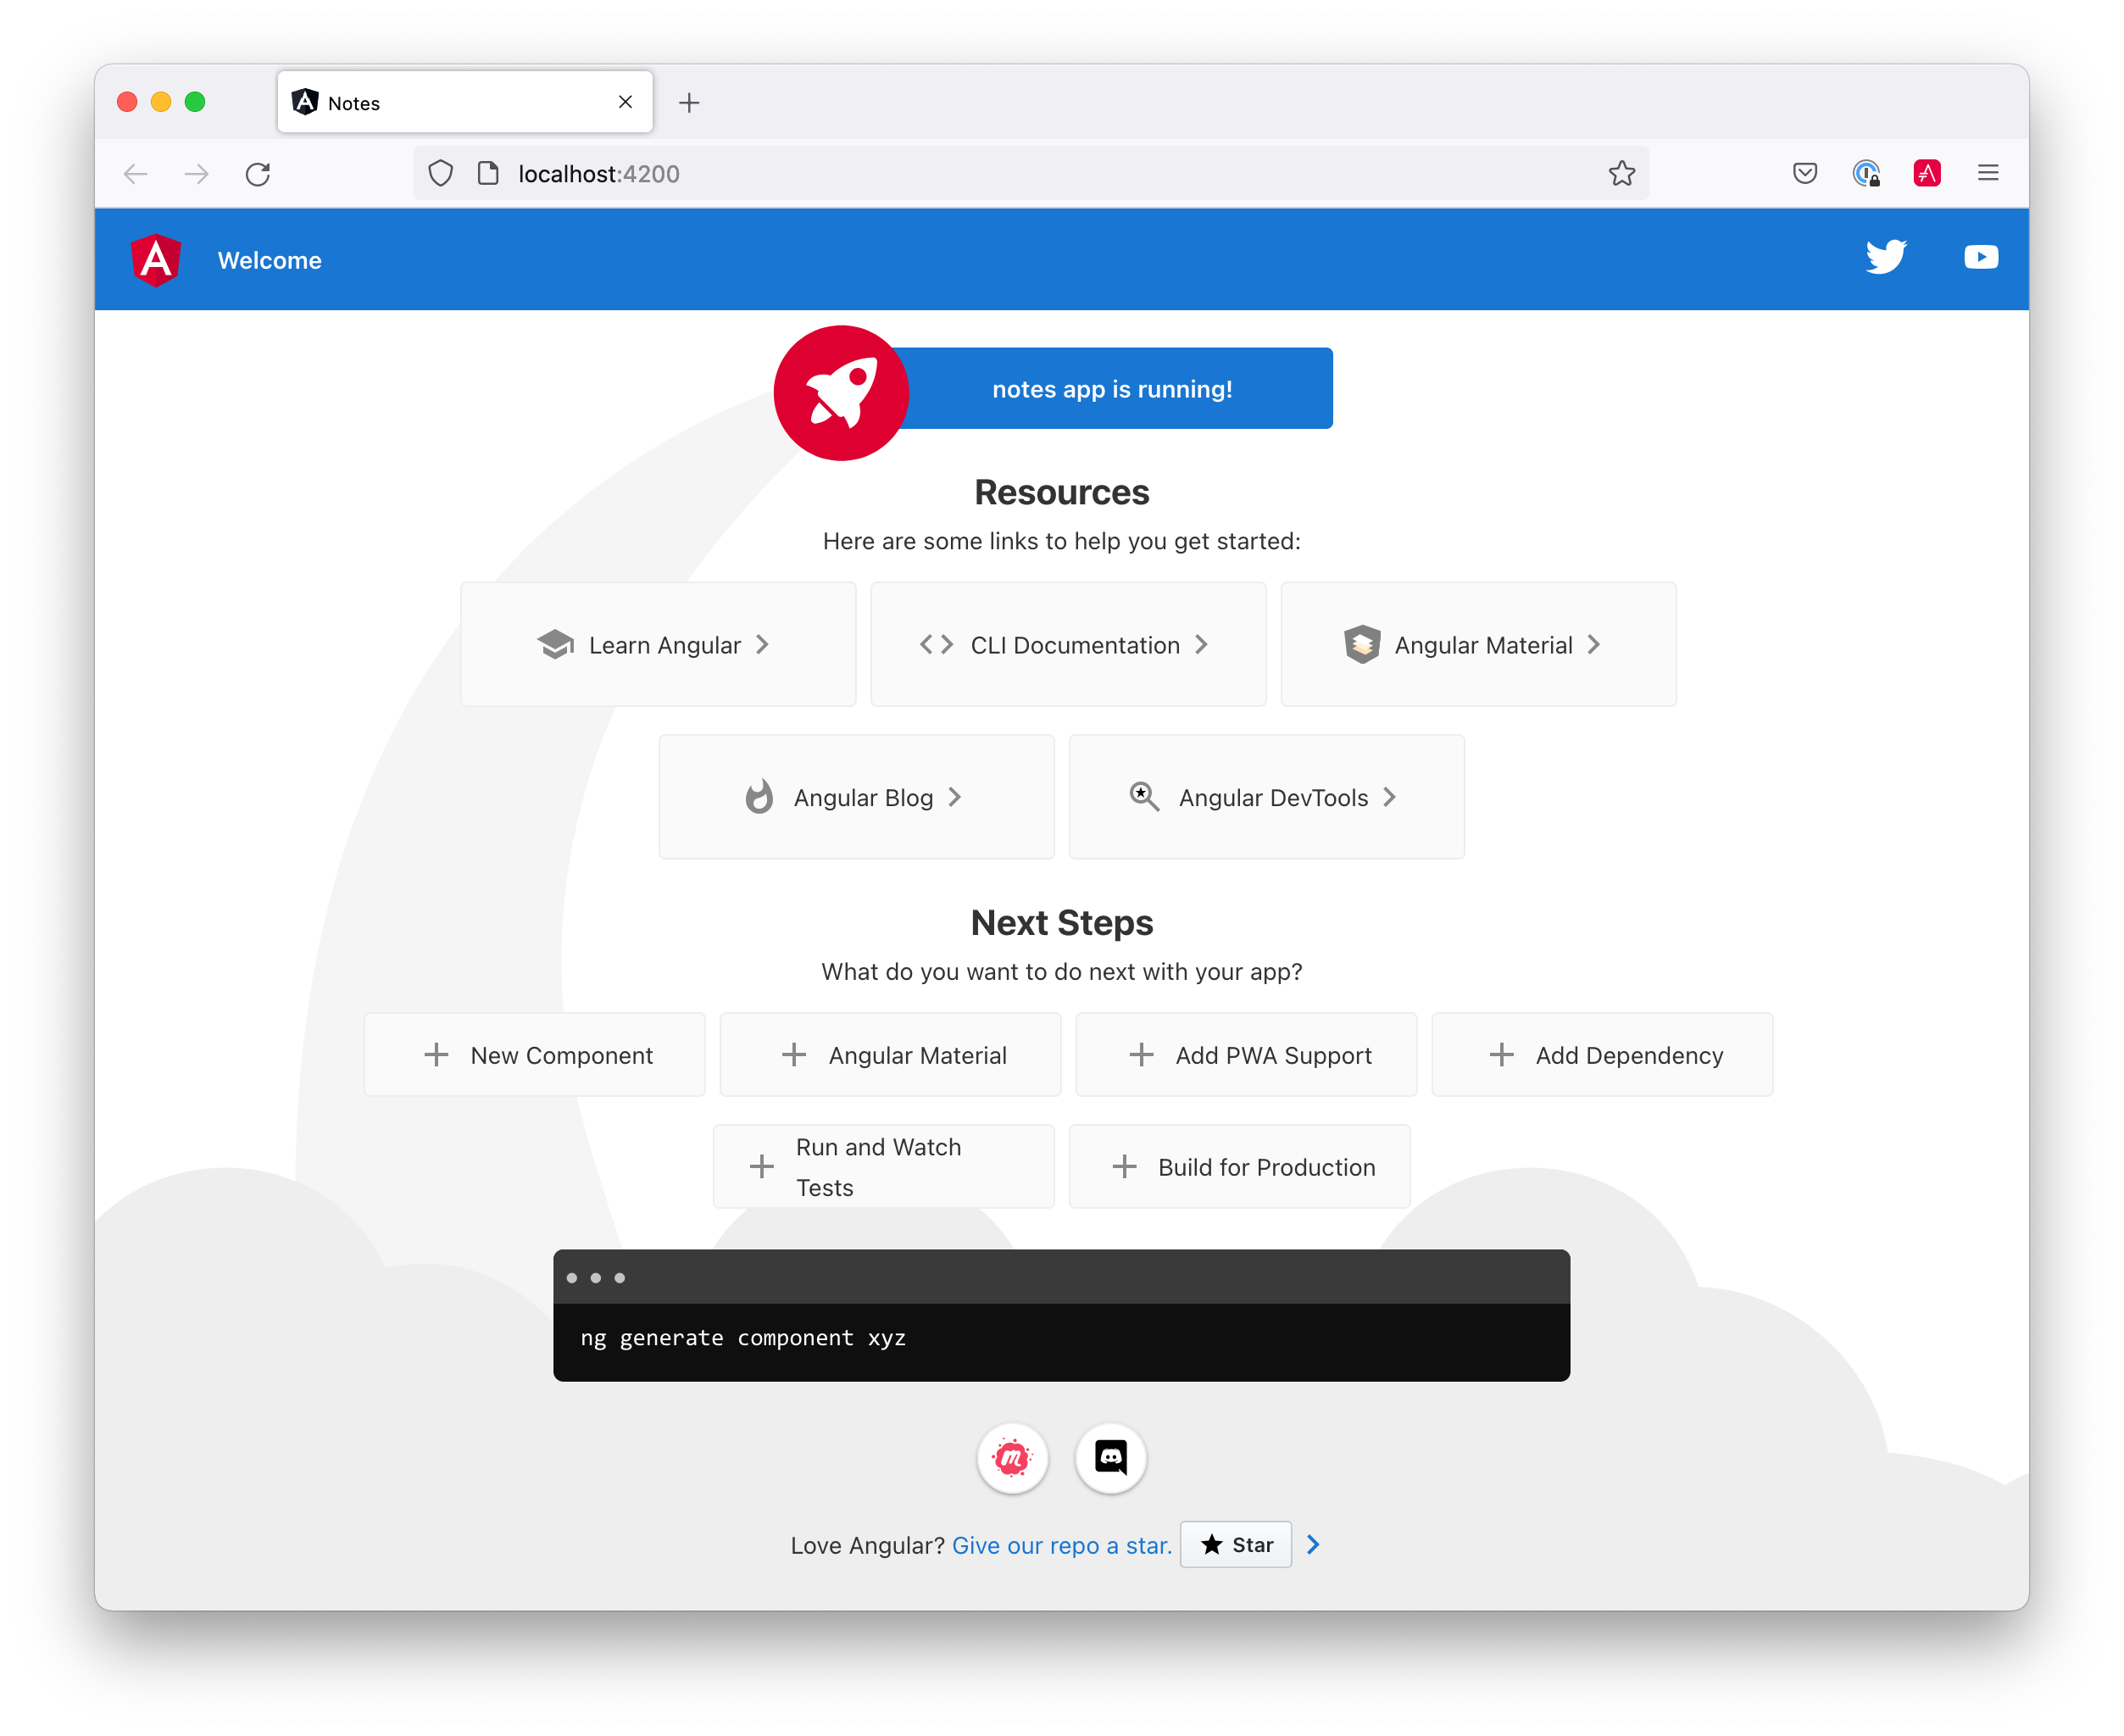 Notes
localhost:4200
Welcome
notes app is running!
Resources
Here are some links to help you get started:
Learn Angular
CLI Documentation
Angular Material
Angular Blog
Angular DevTools
Next Steps
What do you want to do next with your app?
New Component
Angular Material
Add PWA Support
Add Dependency
Run and Watch
Tests
Build for Production
ng generate component xyz
Love Angular? Give our repo a star. Star